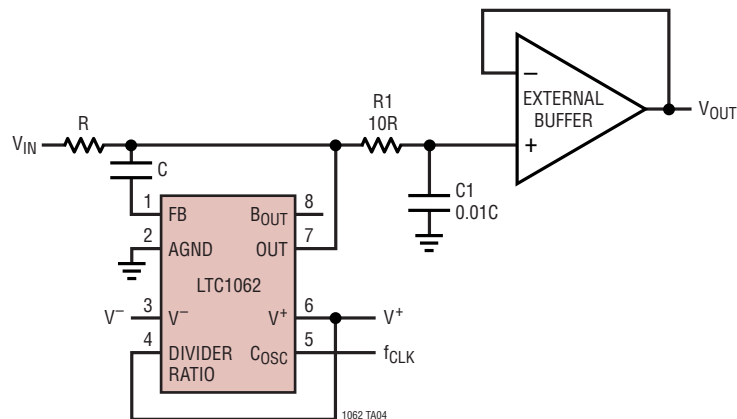 EXTERNAL
BUFFER
−
+
V_OUT
R1
10R
V_IN
R
C
C1
0.01C
1
FB
B_OUT
8
2
AGND
OUT
7
LTC1062
V⁻
3
V⁻
V⁺
6
V⁺
4
DIVIDER
RATIO
C_OSC
5
f_CLK
1062 TA04